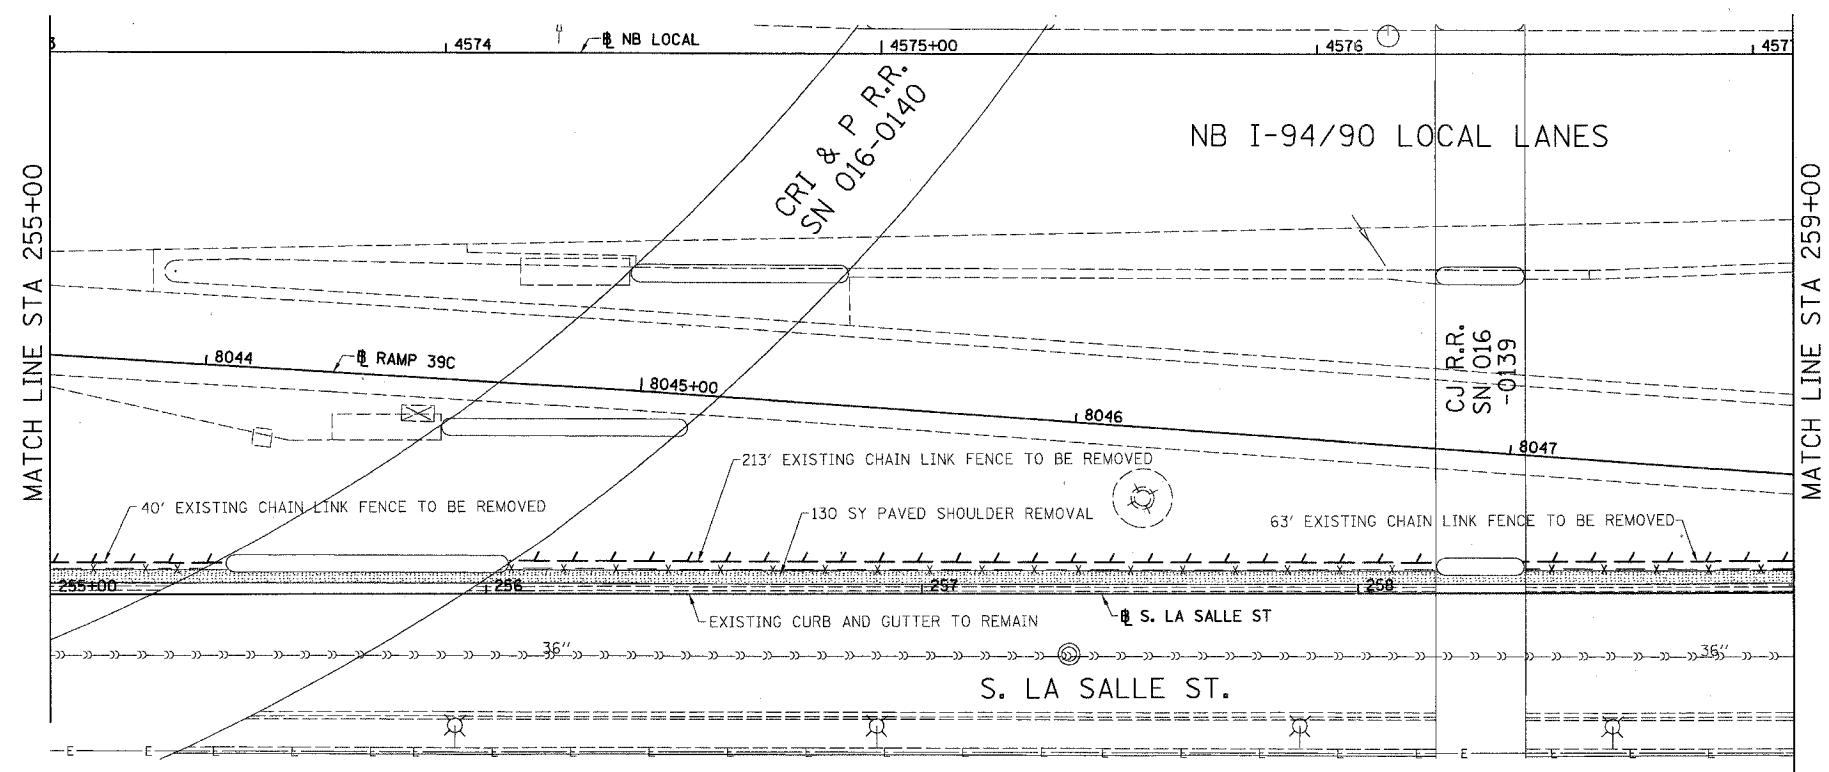 3
4574
℄ NB LOCAL
4575+00
4576
4577
CRI & P R.R.
SN 016-0140
NB I-94/90 LOCAL LANES
MATCH LINE STA 255+00
MATCH LINE STA 259+00
8044
℄ RAMP 39C
8045+00
8046
8047
CJ R.R.
SN 016
-0139
213' EXISTING CHAIN LINK FENCE TO BE REMOVED
40' EXISTING CHAIN LINK FENCE TO BE REMOVED
130 SY PAVED SHOULDER REMOVAL
63' EXISTING CHAIN LINK FENCE TO BE REMOVED
255+00
256
257
258
EXISTING CURB AND GUTTER TO REMAIN
℄ S. LA SALLE ST
36"
36"
S. LA SALLE ST.
E E E E E E E E E E E E E E E E E E E E